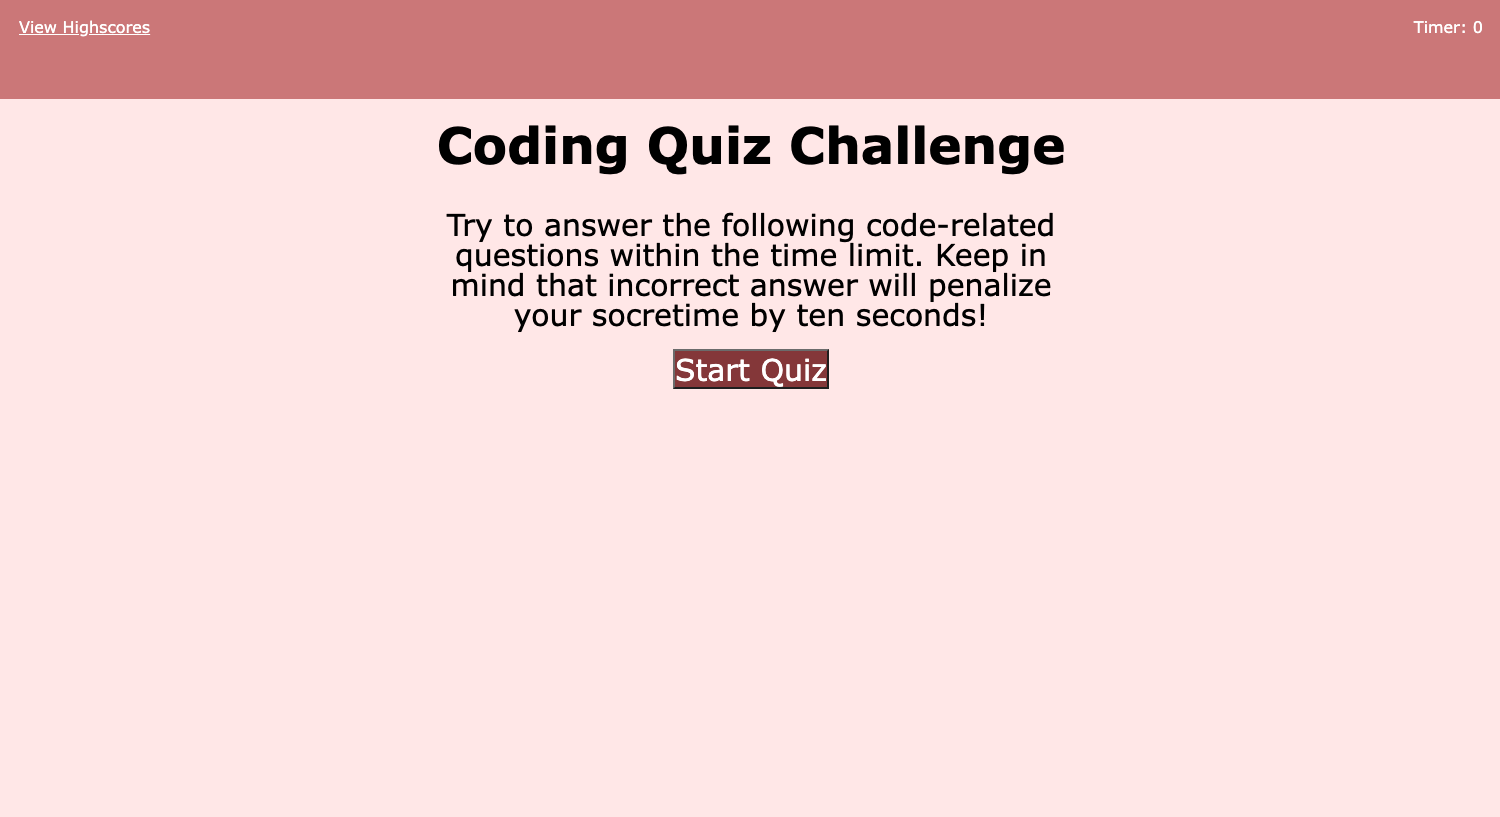 View Highscores
Timer: 0
Coding Quiz Challenge
Try to answer the following code-related
questions within the time limit. Keep in
mind that incorrect answer will penalize
your socretime by ten seconds!
Start Quiz